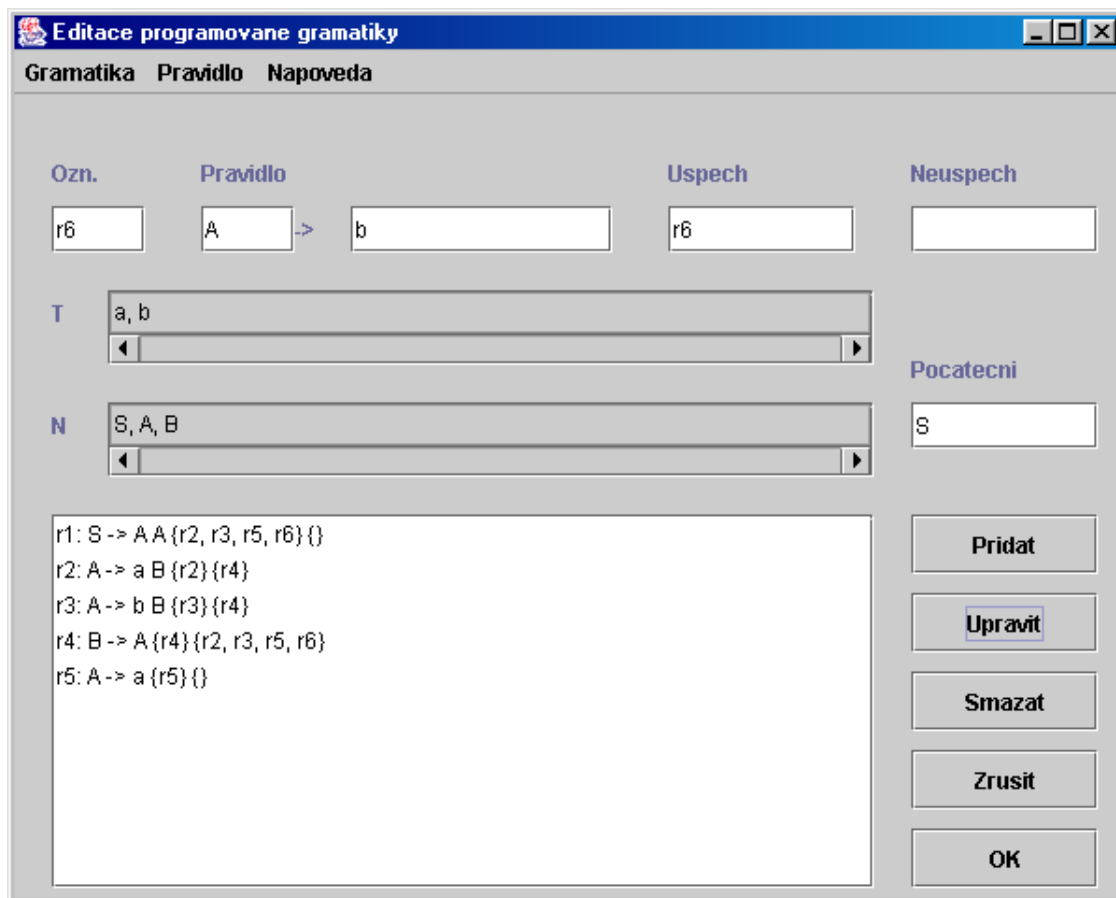 Editace programovane gramatiky
Gramatika Pravidlo Napoveda
Ozn. Pravidlo Uspech Neuspech
r6 A -> b r6
T a, b
Pocatecni
N S, A, B S
r1: S -> A A {r2, r3, r5, r6} {}
r2: A -> a B {r2} {r4}
r3: A -> b B {r3} {r4}
r4: B -> A {r4} {r2, r3, r5, r6}
r5: A -> a {r5} {}
Pridat
Upravit
Smazat
Zrusit
OK